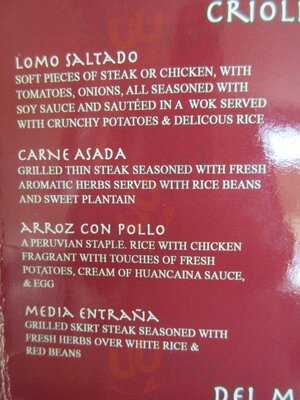 CRIOLL
LOMO SALTADO
SOFT PIECES OF STEAK OR CHICKEN, WITH
TOMATOES, ONIONS, ALL SEASONED WITH
SOY SAUCE AND SAUTÉED IN A WOK SERVED
WITH CRUNCHY POTATOES & DELICOUS RICE
CARNE ASADA
GRILLED THIN STEAK SEASONED WITH FRESH
AROMATIC HERBS SERVED WITH RICE BEANS
AND SWEET PLANTAIN
ARROZ CON POLLO
A PERUVIAN STAPLE. RICE WITH CHICKEN
FRAGRANT WITH TOUCHES OF FRESH
POTATOES, CREAM OF HUANCAINA SAUCE,
& EGG
MEDIA ENTRAÑA
GRILLED SKIRT STEAK SEASONED WITH
FRESH HERBS OVER WHITE RICE &
RED BEANS
DEL M